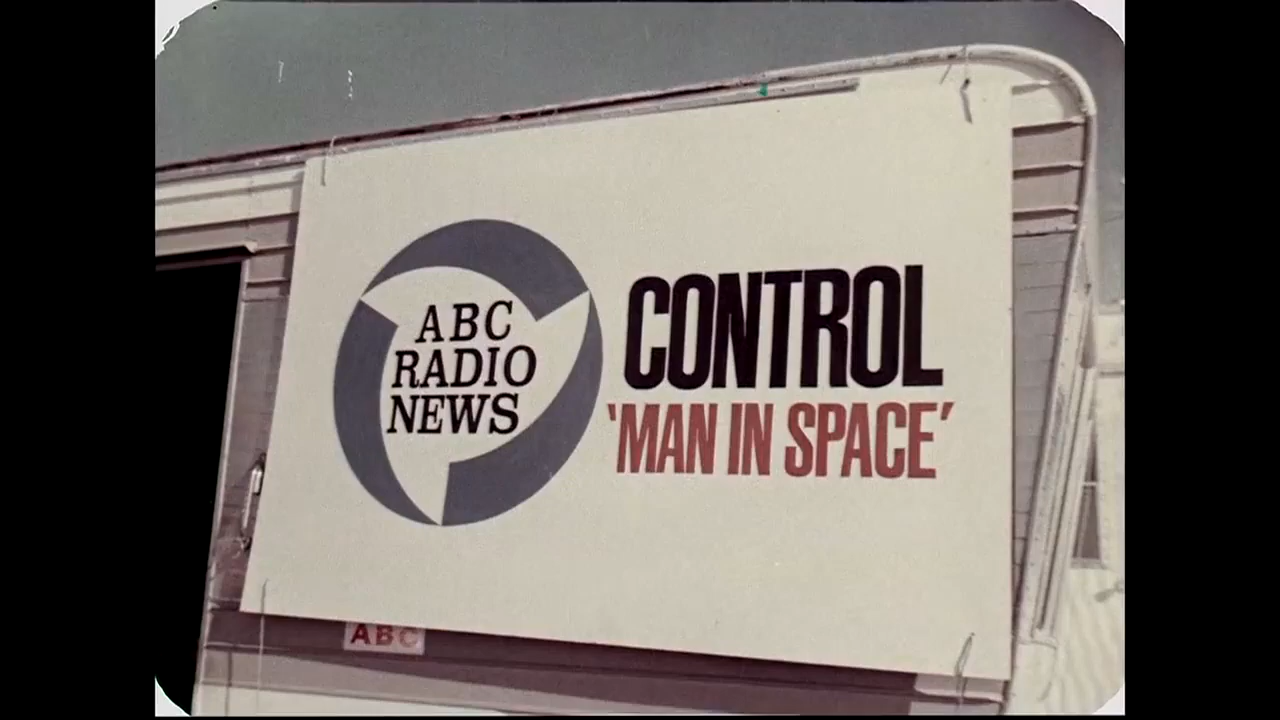 ABC
RADIO
NEWS
CONTROL
'MAN IN SPACE'
ABC